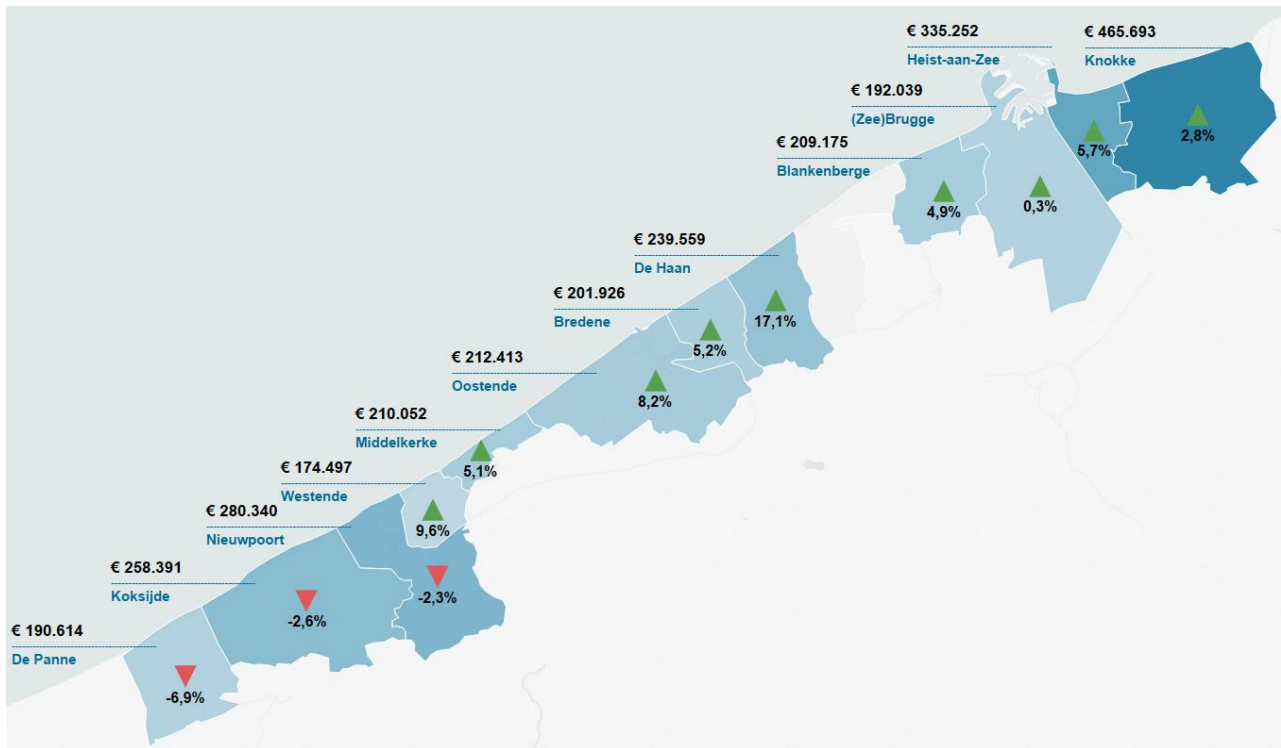 € 335.252
Heist-aan-Zee
€ 465.693
Knokke
€ 192.039
(Zee)Brugge
€ 209.175
Blankenberge
2,8%
5,7%
4,9%
0,3%
€ 239.559
De Haan
€ 201.926
Bredene
17,1%
5,2%
€ 212.413
Oostende
8,2%
€ 210.052
Middelkerke
5,1%
€ 174.497
Westende
9,6%
€ 280.340
Nieuwpoort
-2,3%
€ 258.391
Koksijde
-2,6%
€ 190.614
De Panne
-6,9%